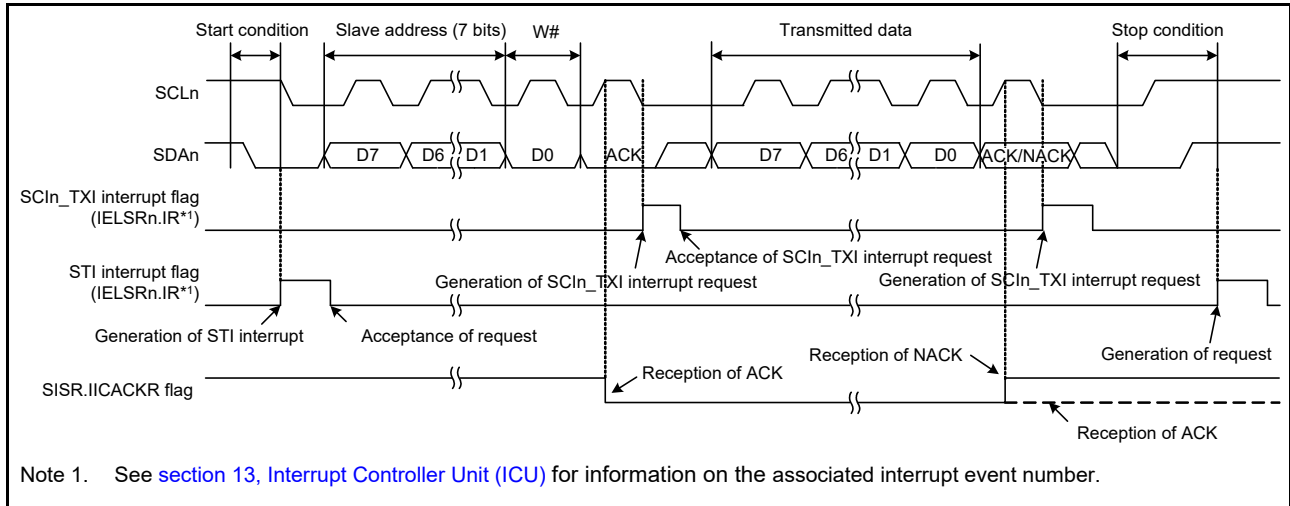 Start condition Slave address (7 bits) W# Transmitted data Stop condition
SCLn
SDAn D7 D6 D1 D0 ACK D7 D6 D1 D0 ACK/NACK
SCIn_TXI interrupt flag
(IELSRn.IR*1)
Acceptance of SCIn_TXI interrupt request
Generation of SCIn_TXI interrupt request Generation of SCIn_TXI interrupt request
STI interrupt flag
(IELSRn.IR*1)
Generation of STI interrupt Acceptance of request
Generation of request
Reception of NACK
Reception of ACK
SISR.IICACKR flag
Reception of ACK
Note 1. See section 13, Interrupt Controller Unit (ICU) for information on the associated interrupt event number.